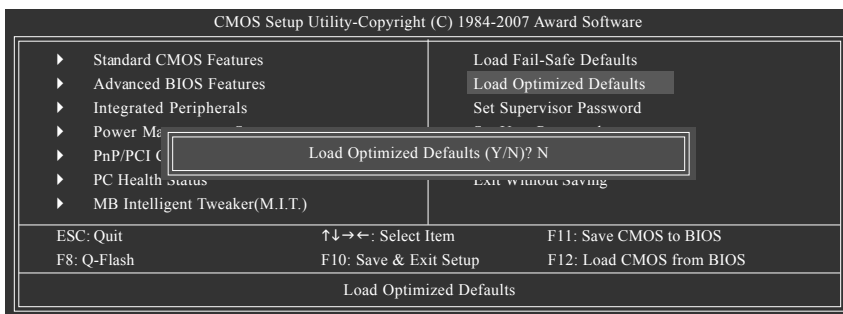 CMOS Setup Utility-Copyright (C) 1984-2007 Award Software
Standard CMOS Features
Advanced BIOS Features
Integrated Peripherals
Power
PnP/PCI
PC Health Status
MB Intelligent Tweaker(M.I.T.)
Load Fail-Safe Defaults
Load Optimized Defaults
Set Supervisor Password
Exit Without Saving
Load Optimized Defaults (Y/N)? N
ESC: Quit ↑↓→←: Select Item F11: Save CMOS to BIOS
F8: Q-Flash F10: Save & Exit Setup F12: Load CMOS from BIOS
Load Optimized Defaults